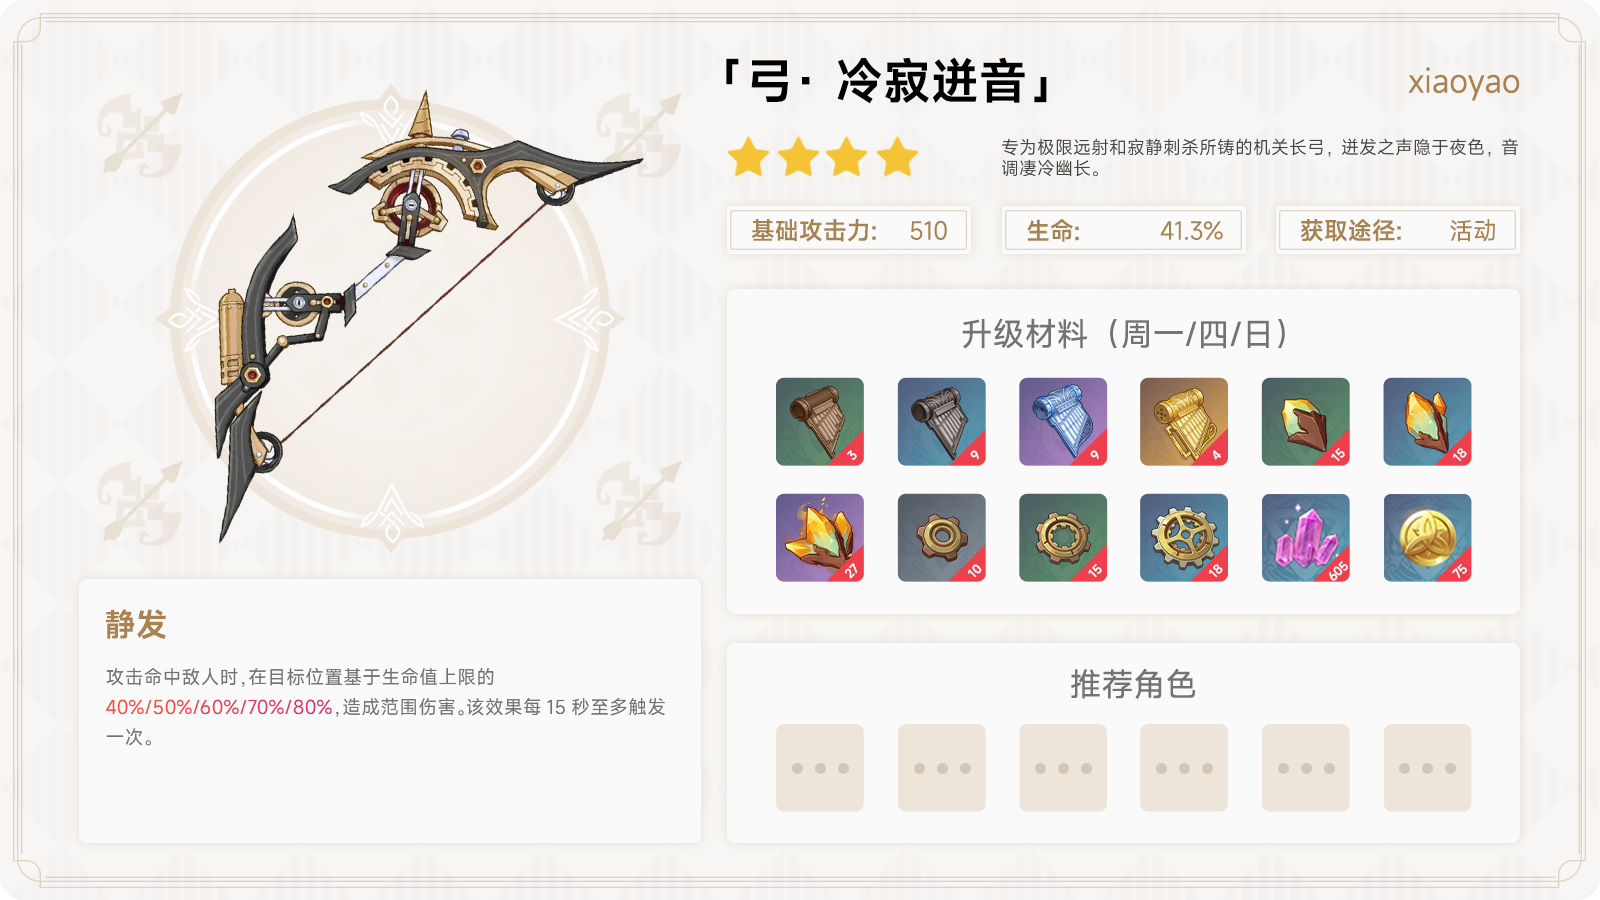 「弓· 冷寂迸音」
xiaoyao
专为极限远射和寂静刺杀所铸的机关长弓，迸发之声隐于夜色，音
调凄冷幽长。
基础攻击力: 510
生命: 41.3%
获取途径: 活动
升级材料（周一/四/日）
3 9 9 4 15 18
27 10 15 18 605 75
静发
攻击命中敌人时,在目标位置基于生命值上限的
40%/50%/60%/70%/80%,造成范围伤害。该效果每 15 秒至多触发
一次。
推荐角色